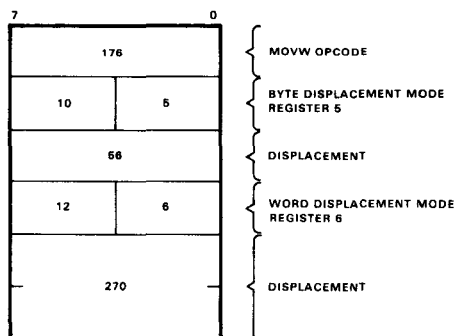 7 0
176 MOVW OPCODE
10 5 BYTE DISPLACEMENT MODE
REGISTER 5
56 DISPLACEMENT
12 6 WORD DISPLACEMENT MODE
REGISTER 6
270 DISPLACEMENT